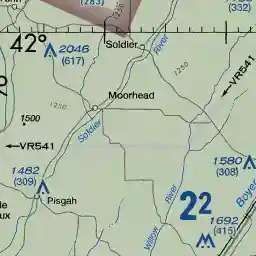 (283)
1250
(332)
42°
2046
(617)
Soldier
River
1250
VR541
1250
Moorhead
1500
Soldier
VR541
1482
(309)
Pisgah
1580
(308)
River
Willow
22
1692
(415)